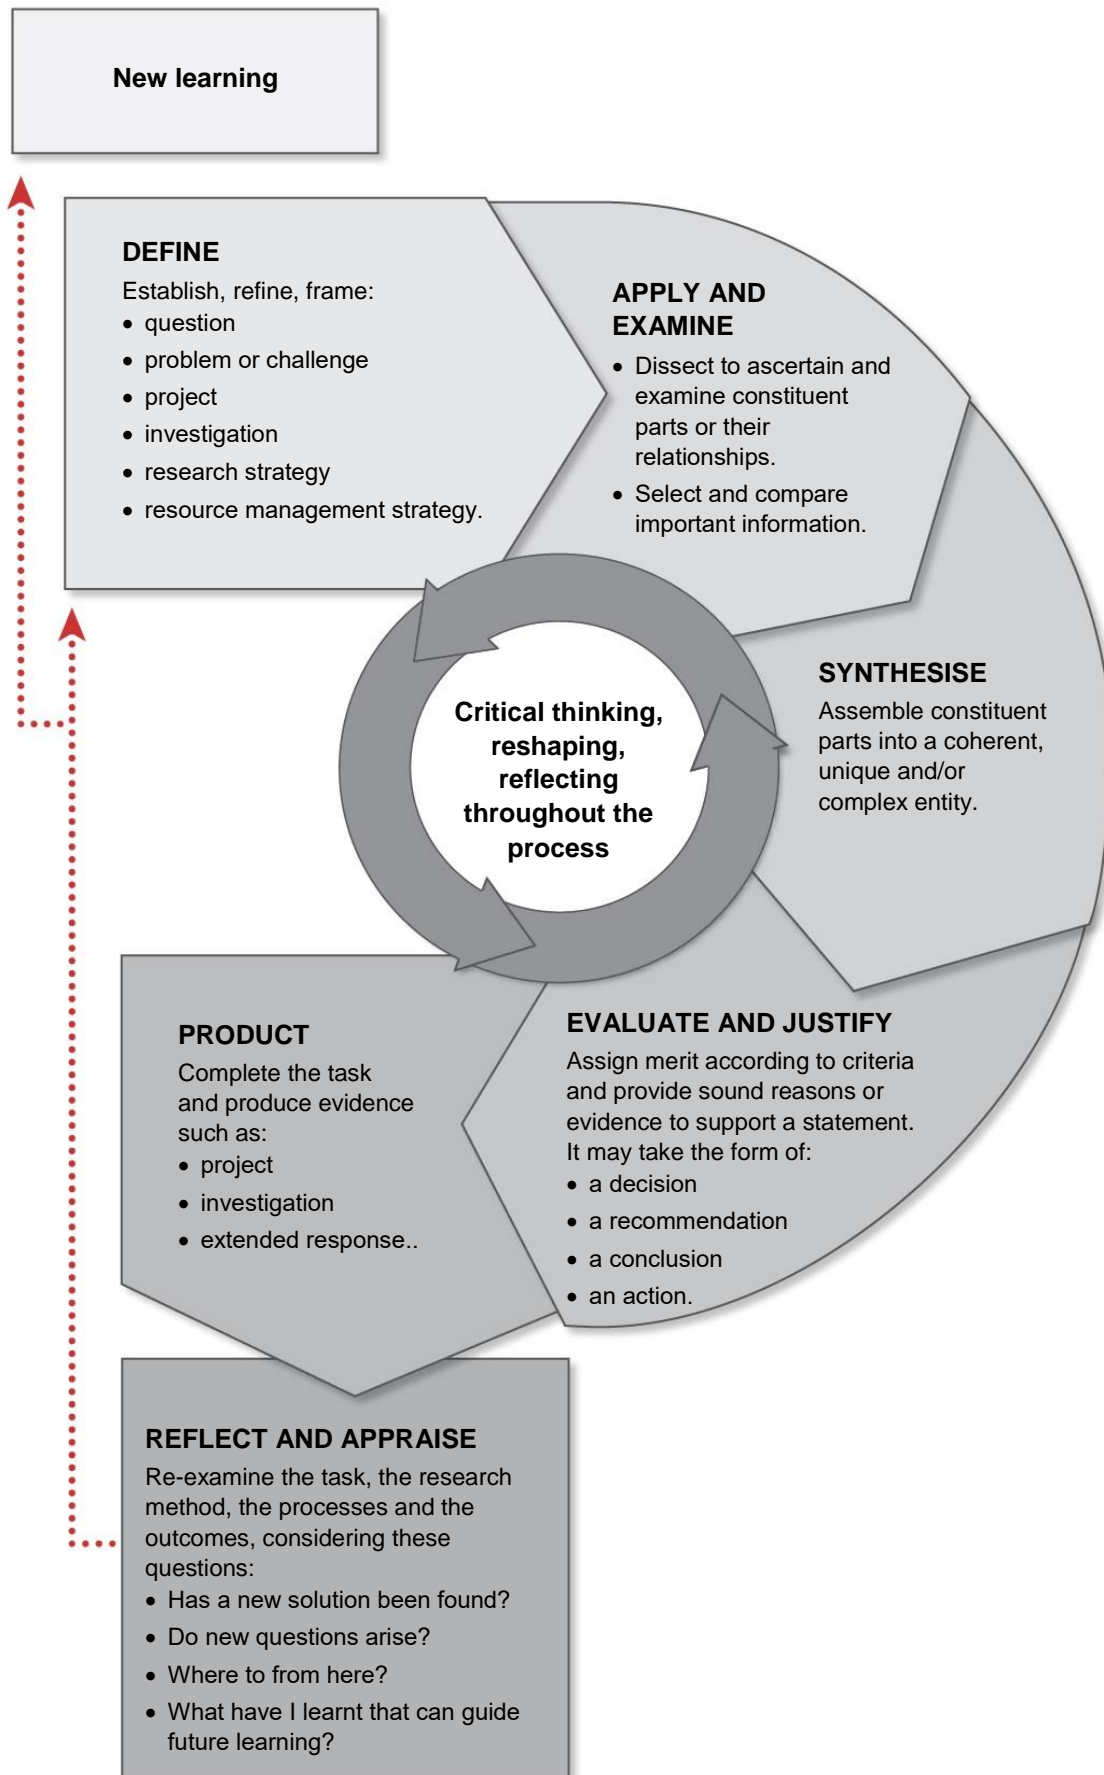 New learning
DEFINE
Establish, refine, frame:
• question
• problem or challenge
• project
• investigation
• research strategy
• resource management strategy.
APPLY AND
EXAMINE
• Dissect to ascertain and
examine constituent
parts or their
relationships.
• Select and compare
important information.
SYNTHESISE
Assemble constituent
parts into a coherent,
unique and/or
complex entity.
Critical thinking,
reshaping,
reflecting
throughout the
process
EVALUATE AND JUSTIFY
Assign merit according to criteria
and provide sound reasons or
evidence to support a statement.
It may take the form of:
• a decision
• a recommendation
• a conclusion
• an action.
PRODUCT
Complete the task
and produce evidence
such as:
• project
• investigation
• extended response..
REFLECT AND APPRAISE
Re-examine the task, the research
method, the processes and the
outcomes, considering these
questions:
• Has a new solution been found?
• Do new questions arise?
• Where to from here?
• What have I learnt that can guide
future learning?